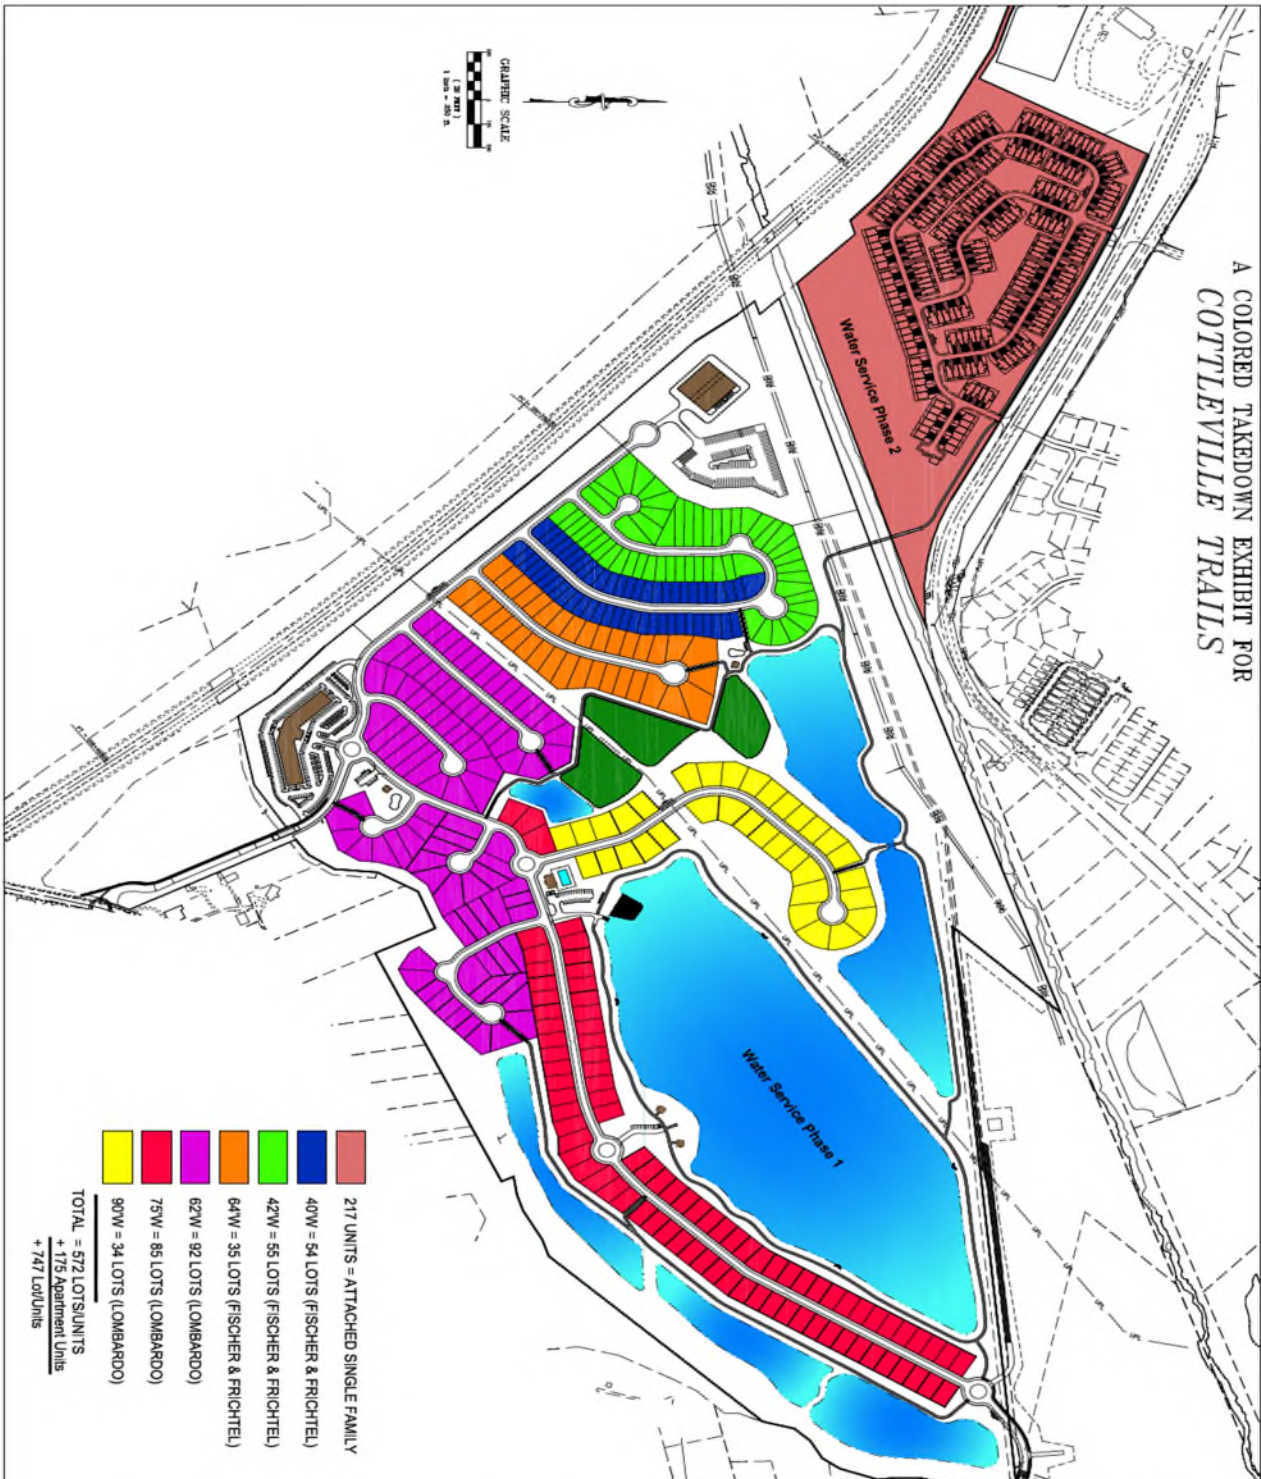 A COLORED TAKEDOWN EXHIBIT FOR
COTTLEVILLE TRAILS
GRAPHIC SCALE
( IN FEET )
Water Service Phase 2
Water Service Phase 1
217 UNITS = ATTACHED SINGLE FAMILY
40'W = 54 LOTS (FISCHER & FRICHTEL)
42'W = 55 LOTS (FISCHER & FRICHTEL)
64'W = 35 LOTS (FISCHER & FRICHTEL)
62'W = 92 LOTS (LOMBARDO)
75'W = 85 LOTS (LOMBARDO)
90'W = 34 LOTS (LOMBARDO)
TOTAL = 572 LOTS/UNITS
+ 175 Apartment Units
+ 747 Lot/Units